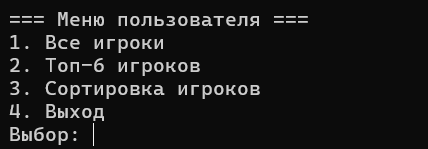 === Меню пользователя ===
1. Все игроки
2. Топ-6 игроков
3. Сортировка игроков
4. Выход
Выбор: